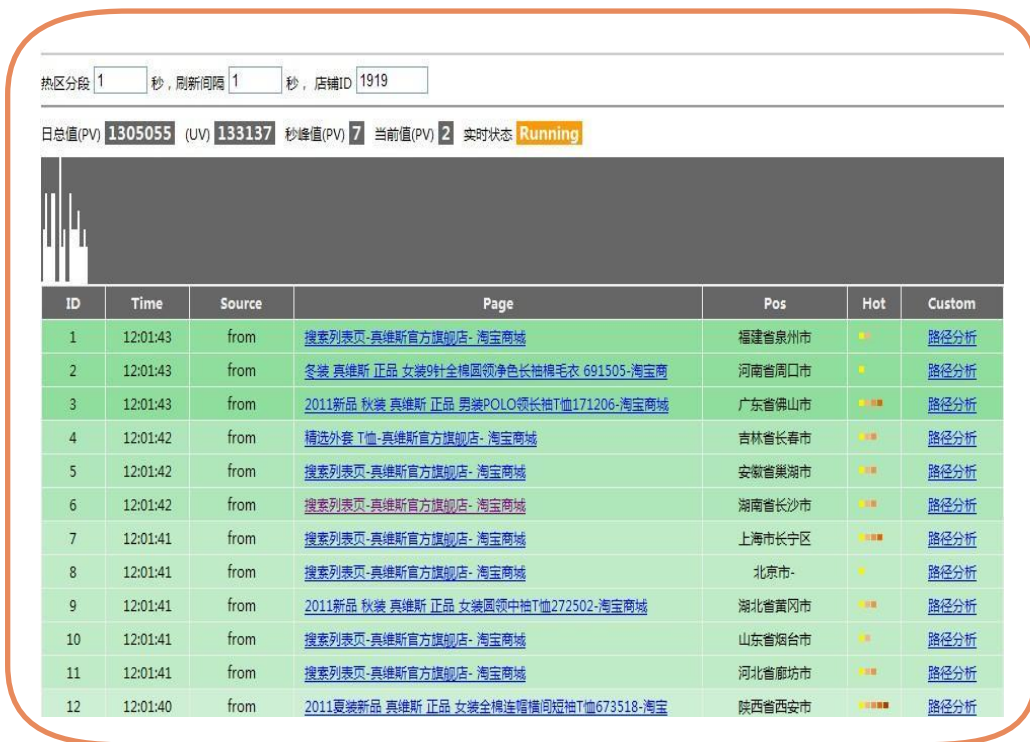 热区分段 1 秒，刷新间隔 1 秒，店铺ID 1919
日总值(PV) 1305055 (UV) 133137 秒峰值(PV) 7 当前值(PV) 2 实时状态 Running
ID Time Source Page Pos Hot Custom
1 12:01:43 from 搜索列表页-真维斯官方旗舰店- 淘宝商城 福建省泉州市 路径分析
2 12:01:43 from 冬装 真维斯 正品 女装9针全棉圆领净色长袖棉毛衣 691505-淘宝商 河南省周口市 路径分析
3 12:01:43 from 2011新品 秋装 真维斯 正品 男装POLO领长袖T恤171206-淘宝商城 广东省佛山市 路径分析
4 12:01:42 from 精选外套 T恤-真维斯官方旗舰店- 淘宝商城 吉林省长春市 路径分析
5 12:01:42 from 搜索列表页-真维斯官方旗舰店- 淘宝商城 安徽省巢湖市 路径分析
6 12:01:42 from 搜索列表页-真维斯官方旗舰店- 淘宝商城 湖南省长沙市 路径分析
7 12:01:41 from 搜索列表页-真维斯官方旗舰店- 淘宝商城 上海市长宁区 路径分析
8 12:01:41 from 搜索列表页-真维斯官方旗舰店- 淘宝商城 北京市- 路径分析
9 12:01:41 from 2011新品 秋装 真维斯 正品 女装圆领中袖T恤272502-淘宝商城 湖北省黄冈市 路径分析
10 12:01:41 from 搜索列表页-真维斯官方旗舰店- 淘宝商城 山东省烟台市 路径分析
11 12:01:41 from 搜索列表页-真维斯官方旗舰店- 淘宝商城 河北省廊坊市 路径分析
12 12:01:40 from 2011夏装新品 真维斯 正品 女装全棉连帽横间短袖T恤673518-淘宝 陕西省西安市 路径分析